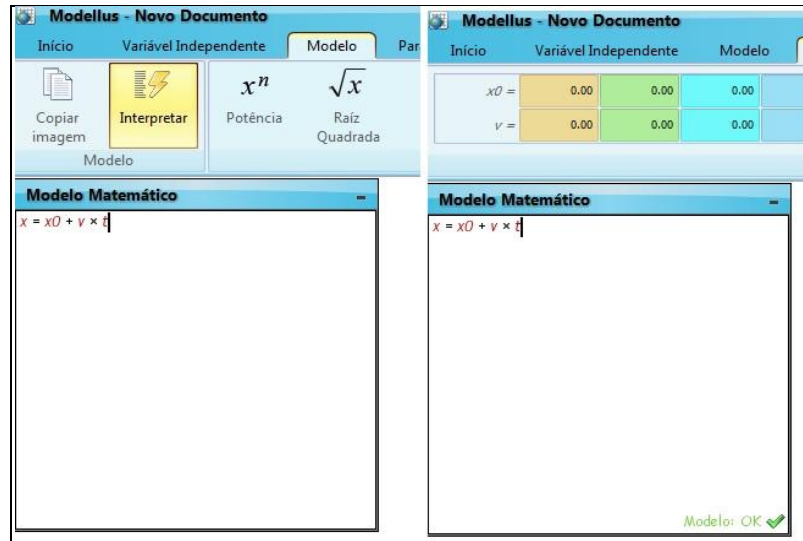 Modellus - Novo Documento
Início Variável Independente Modelo Par
Copiar imagem
Interpretar
xⁿ
Potência
√x
Raíz Quadrada
Modelo
Modelo Matemático
x = x0 + v × t
Modellus - Novo Documento
Início Variável Independente Modelo
x0 = 0.00 0.00 0.00
v = 0.00 0.00 0.00
Modelo Matemático
x = x0 + v × t
Modelo: OK